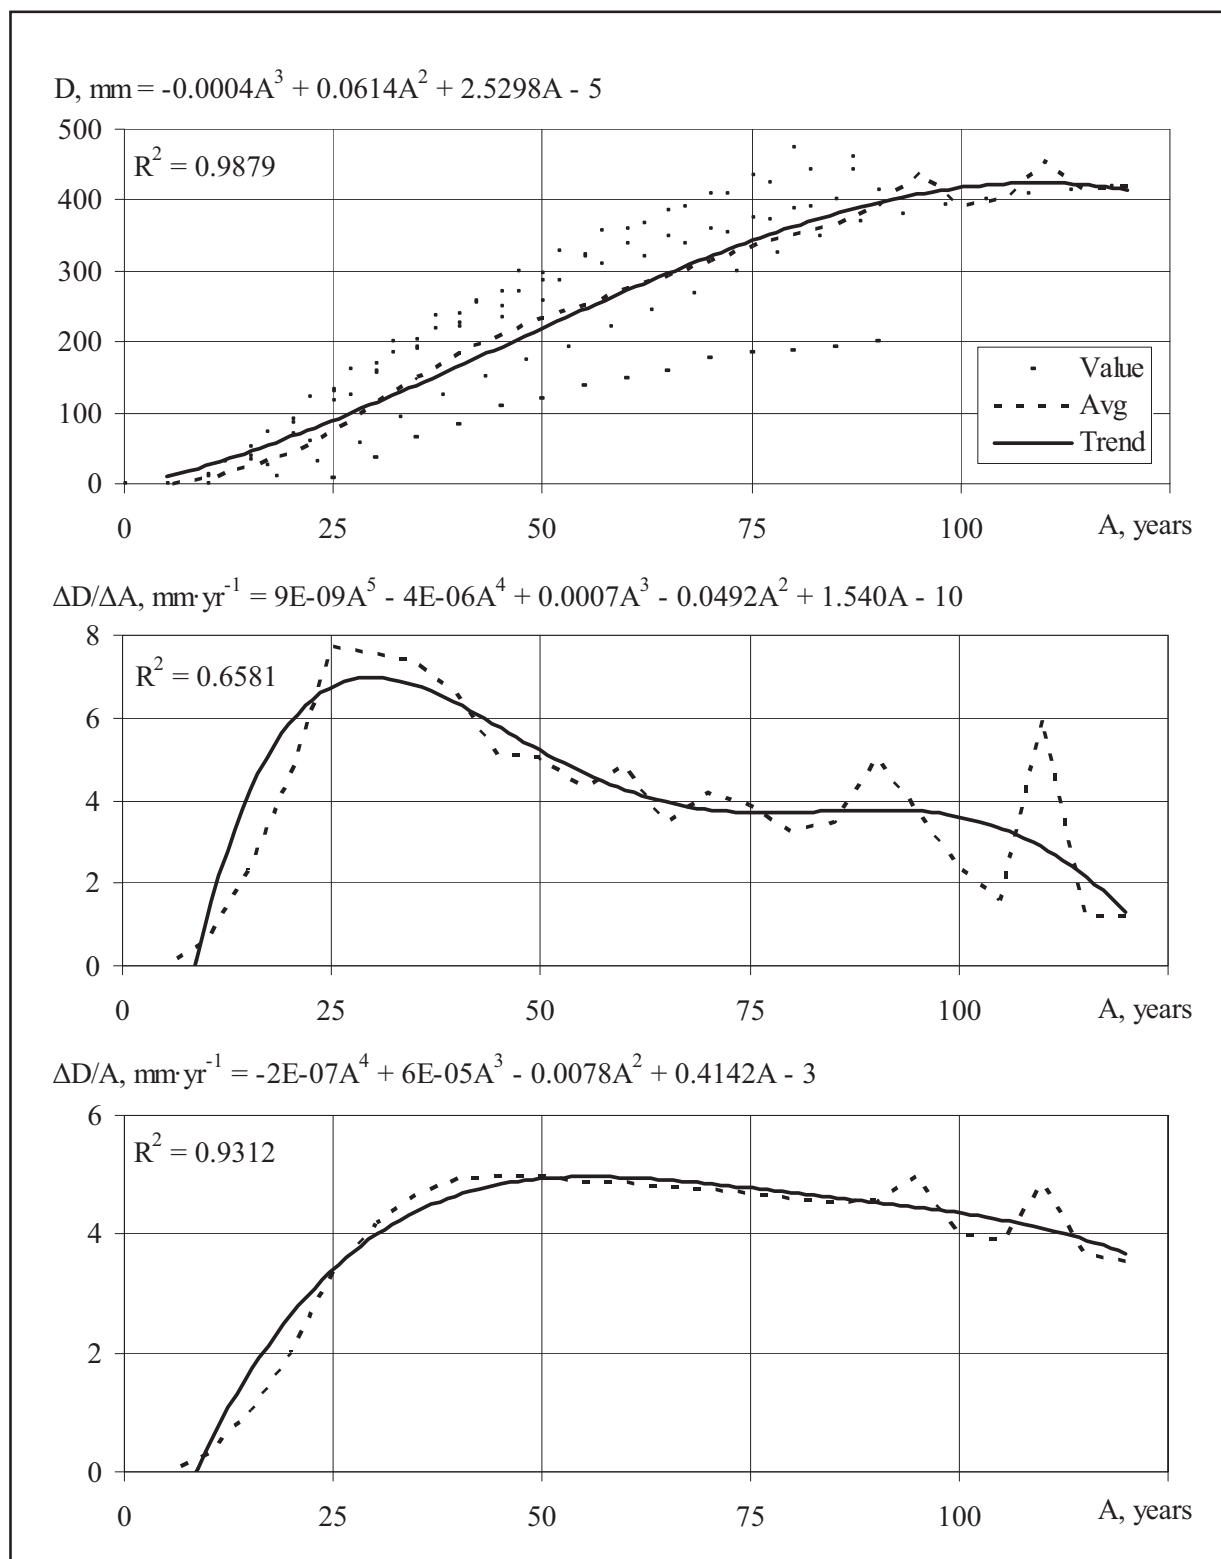 D, mm = -0.0004A³ + 0.0614A² + 2.5298A - 5
500
R² = 0.9879
400
300
200
100
0
Value
Avg
Trend
0 25 50 75 100 A, years
ΔD/ΔA, mm·yr⁻¹ = 9E-09A⁵ - 4E-06A⁴ + 0.0007A³ - 0.0492A² + 1.540A - 10
8
R² = 0.6581
6
4
2
0
0 25 50 75 100 A, years
ΔD/A, mm·yr⁻¹ = -2E-07A⁴ + 6E-05A³ - 0.0078A² + 0.4142A - 3
6
R² = 0.9312
4
2
0
0 25 50 75 100 A, years